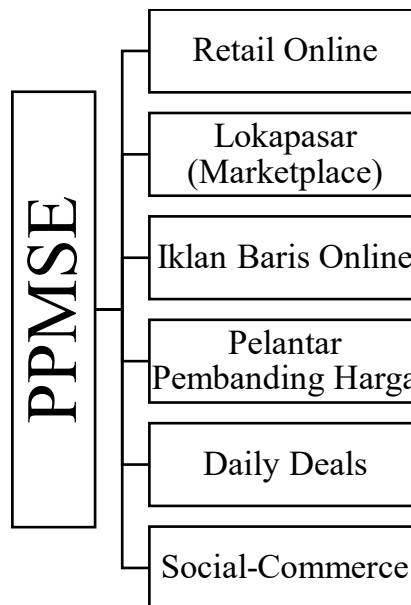 PPMSE
Retail Online
Lokapasar
(Marketplace)
Iklan Baris Online
Pelantar
Pembanding Harga
Daily Deals
Social-Commerce